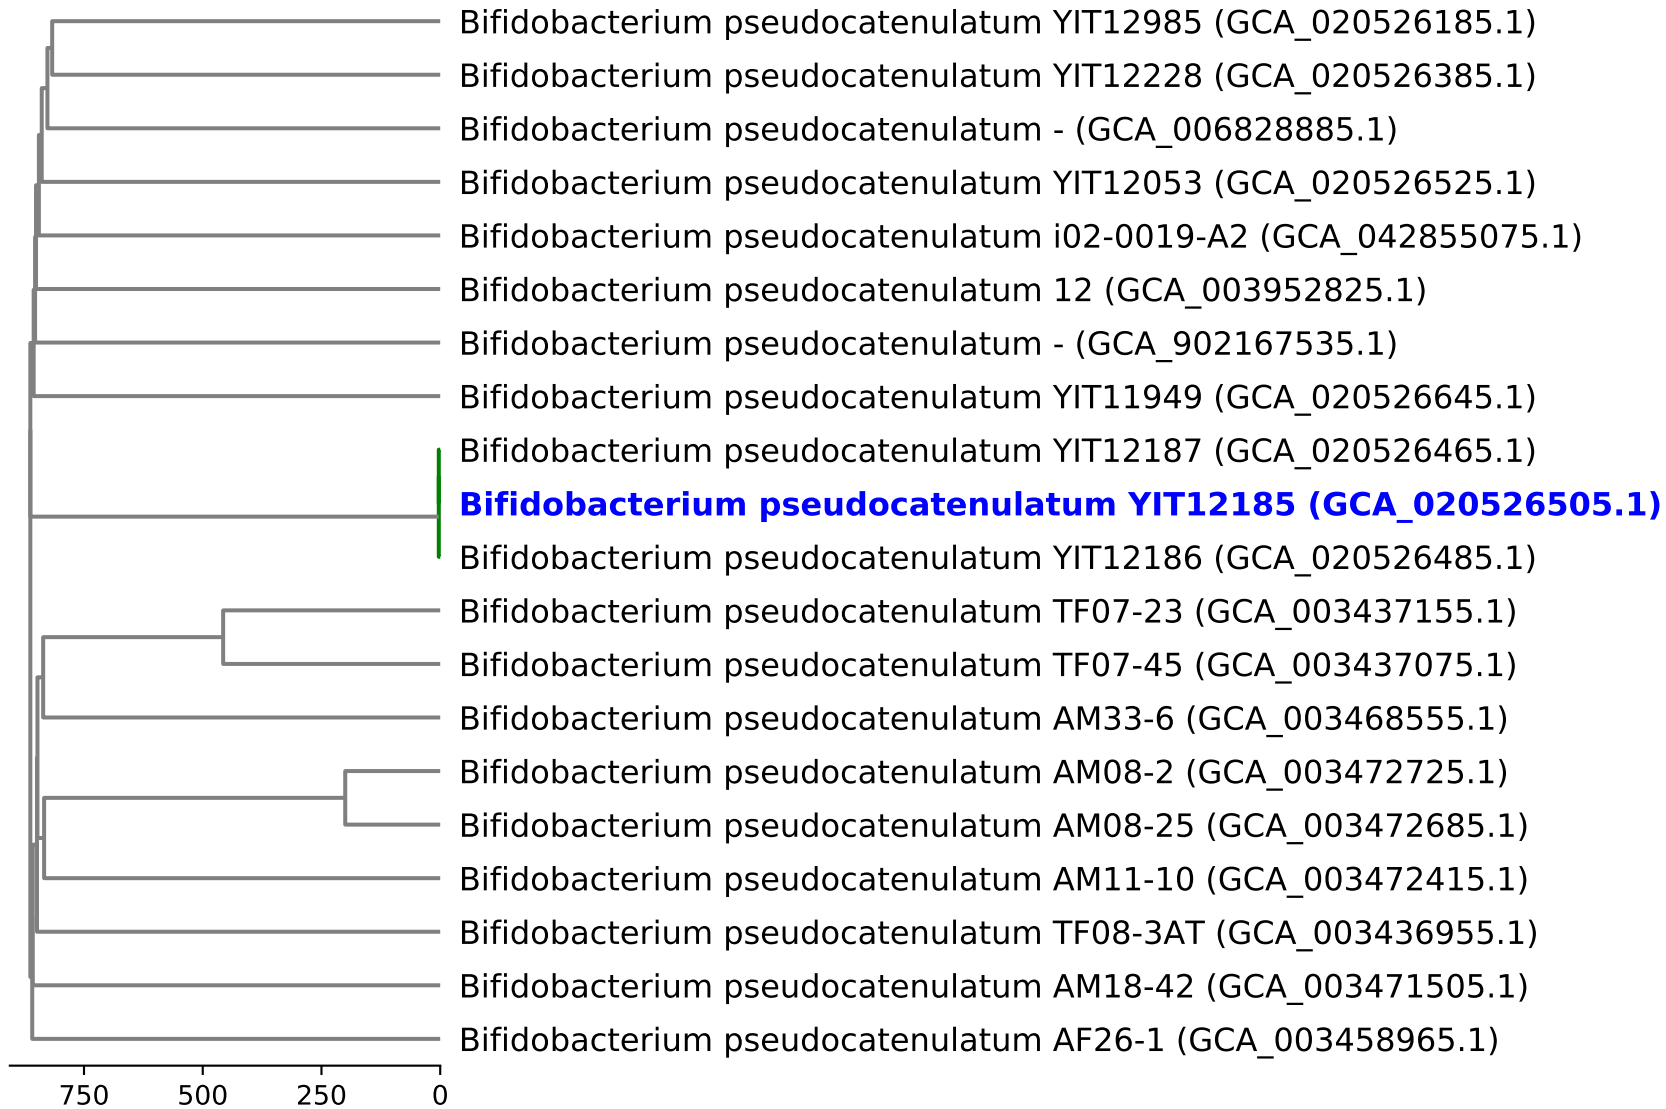 Bifidobacterium pseudocatenulatum YIT12985 (GCA_020526185.1)
Bifidobacterium pseudocatenulatum YIT12228 (GCA_020526385.1)
Bifidobacterium pseudocatenulatum - (GCA_006828885.1)
Bifidobacterium pseudocatenulatum YIT12053 (GCA_020526525.1)
Bifidobacterium pseudocatenulatum i02-0019-A2 (GCA_042855075.1)
Bifidobacterium pseudocatenulatum 12 (GCA_003952825.1)
Bifidobacterium pseudocatenulatum - (GCA_902167535.1)
Bifidobacterium pseudocatenulatum YIT11949 (GCA_020526645.1)
Bifidobacterium pseudocatenulatum YIT12187 (GCA_020526465.1)
Bifidobacterium pseudocatenulatum YIT12185 (GCA_020526505.1)
Bifidobacterium pseudocatenulatum YIT12186 (GCA_020526485.1)
Bifidobacterium pseudocatenulatum TF07-23 (GCA_003437155.1)
Bifidobacterium pseudocatenulatum TF07-45 (GCA_003437075.1)
Bifidobacterium pseudocatenulatum AM33-6 (GCA_003468555.1)
Bifidobacterium pseudocatenulatum AM08-2 (GCA_003472725.1)
Bifidobacterium pseudocatenulatum AM08-25 (GCA_003472685.1)
Bifidobacterium pseudocatenulatum AM11-10 (GCA_003472415.1)
Bifidobacterium pseudocatenulatum TF08-3AT (GCA_003436955.1)
Bifidobacterium pseudocatenulatum AM18-42 (GCA_003471505.1)
Bifidobacterium pseudocatenulatum AF26-1 (GCA_003458965.1)
750 500 250 0